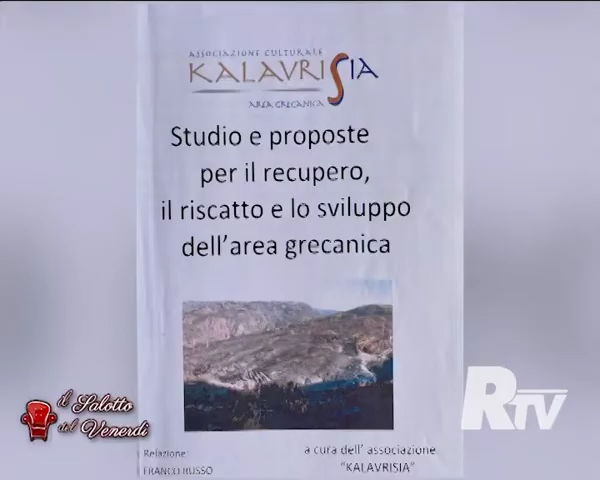 ASSOCIAZIONE CULTURALE
KALAVRISIA
AREA GRECANICA
Studio e proposte
per il recupero,
il riscatto e lo sviluppo
dell'area grecanica
il Salotto
del Venerdì
RTV
Relazione
FRANCO RUSSO
a cura dell' associazione
"KALAVRISIA"